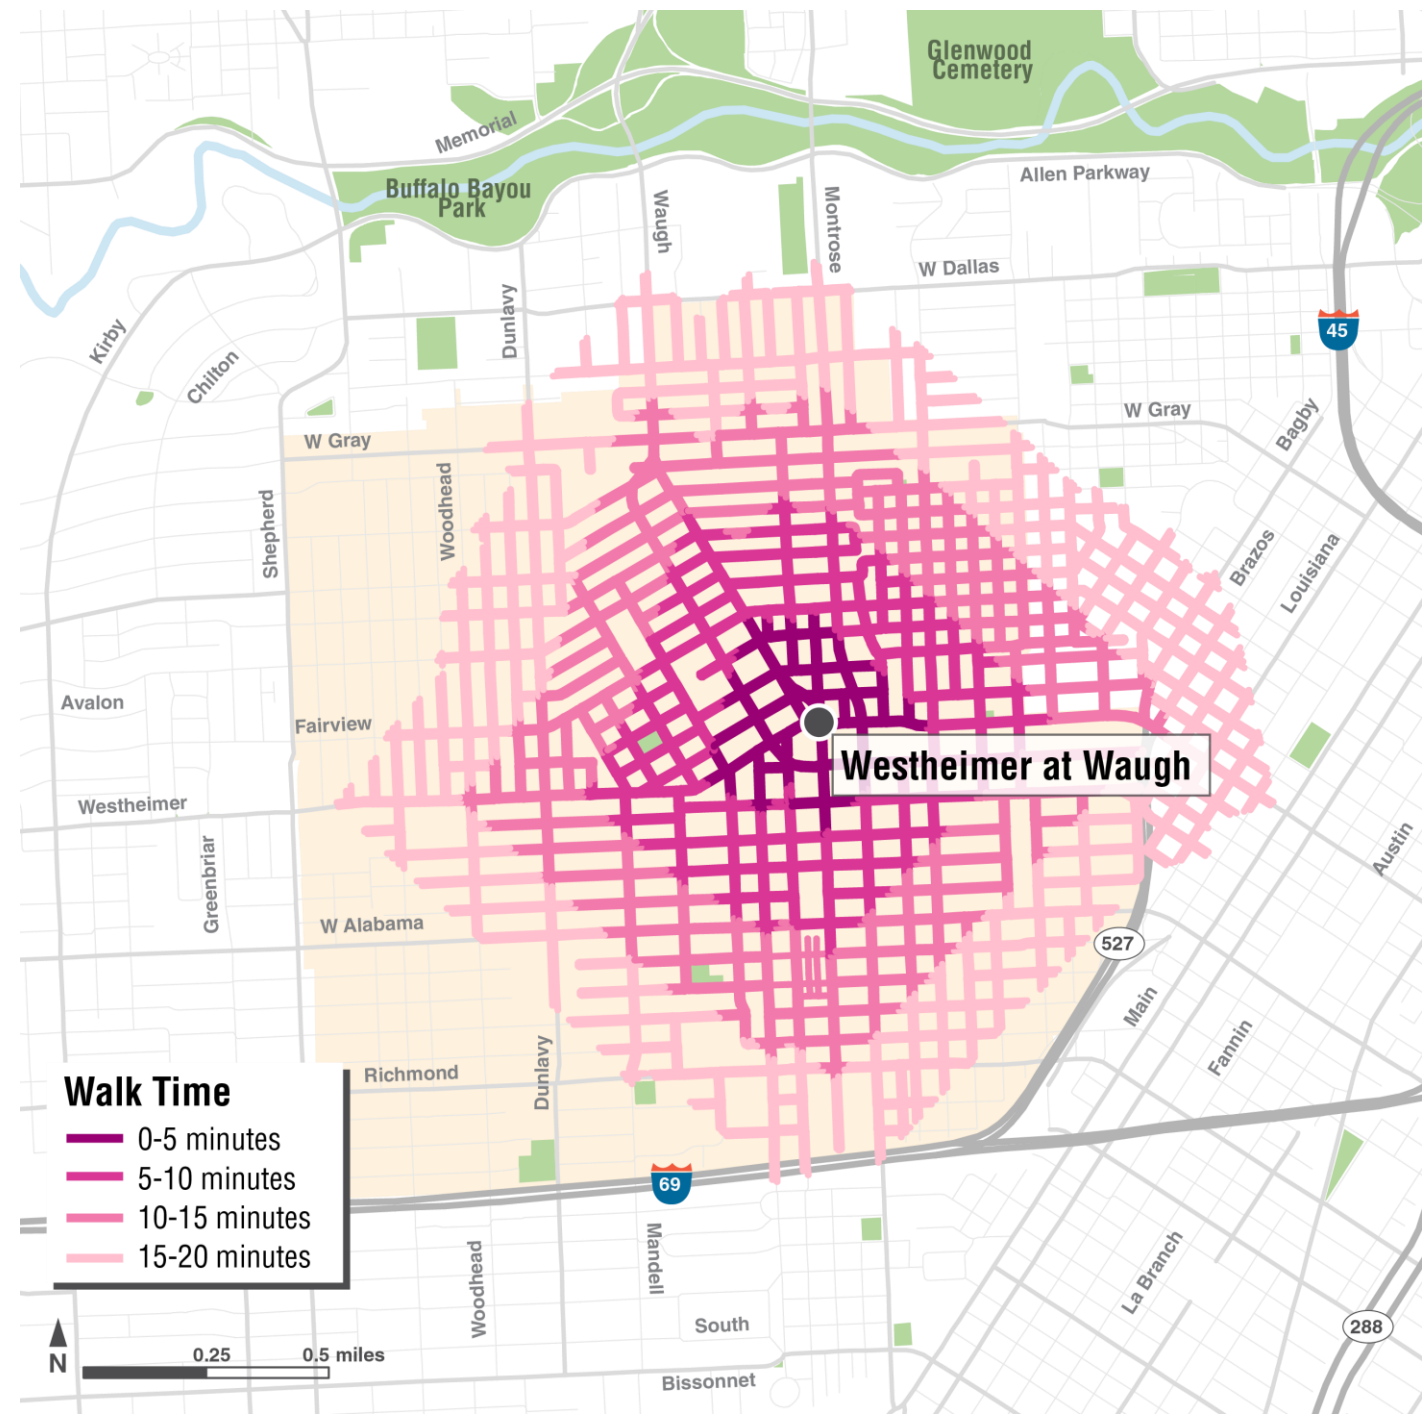 Glenwood
Cemetery
Memorial
Allen Parkway
Buffalo Bayou
Park
Waugh
Montrose
W Dallas
Kirby
Chilton
Dunlavy
45
W Gray
Bagby
W Gray
Woodhead
Shepherd
Brazos
Louisiana
Avalon
Fairview
Westheimer at Waugh
Westheimer
Greenbriar
Austin
W Alabama
527
Main
Fannin
Richmond
Dunlavy
Walk Time
0-5 minutes
5-10 minutes
10-15 minutes
15-20 minutes
69
Woodhead
Mandell
La Branch
South
288
N
0.25
0.5 miles
Bissonnet